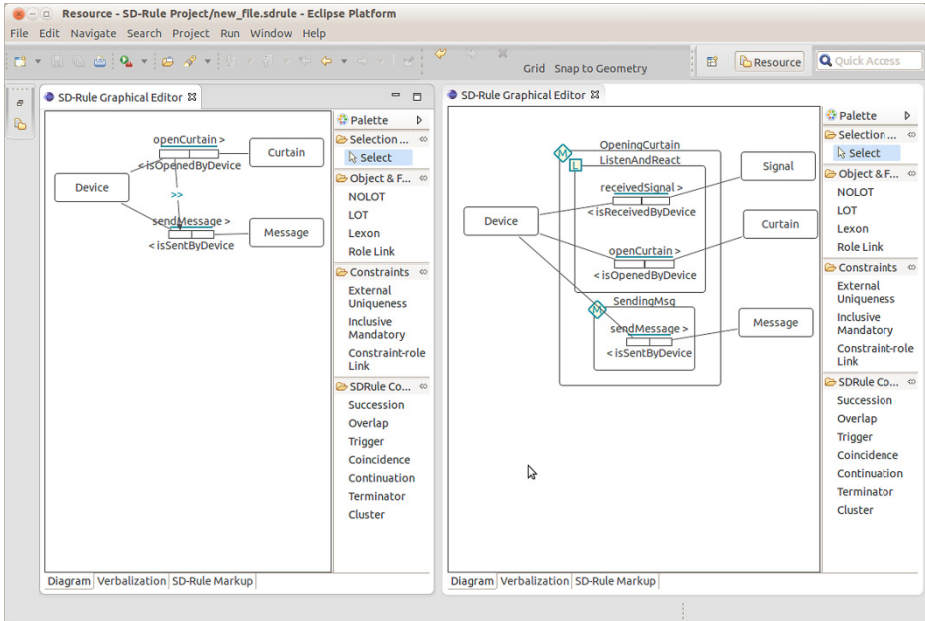 Resource - SD-Rule Project/new_file.sdrule - Eclipse Platform
File Edit Navigate Search Project Run Window Help
Grid Snap to Geometry
Resource
Quick Access
SD-Rule Graphical Editor
openCurtain >
< isOpenedByDevice
Curtain
Device
>>
sendMessage >
< isSentByDevice
Message
Palette
Selection ...
Select
Object & F...
NOLOT
LOT
Lexon
Role Link
Constraints
External
Uniqueness
Inclusive
Mandatory
Constraint-role
Link
SDRule Co...
Succession
Overlap
Trigger
Coincidence
Continuation
Terminator
Cluster
Diagram Verbalization SD-Rule Markup
SD-Rule Graphical Editor
OpeningCurtain
M
ListenAndReact
L
receivedSignal >
< isReceivedByDevice
Signal
Device
Curtain
openCurtain >
< isOpenedByDevice
SendingMsg
M
sendMessage >
< isSentByDevice
Message
Palette
Selection ...
Select
Object & F...
NOLOT
LOT
Lexon
Role Link
Constraints
External
Uniqueness
Inclusive
Mandatory
Constraint-role
Link
SDRule Co...
Succession
Overlap
Trigger
Coincidence
Continuation
Terminator
Cluster
Diagram Verbalization SD-Rule Markup